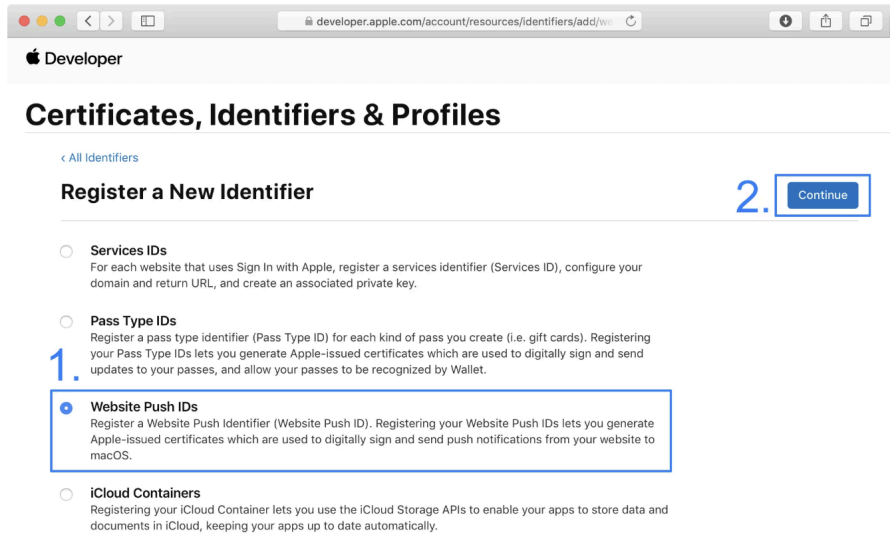 developer.apple.com/account/resources/identifiers/add/we
Developer
Certificates, Identifiers & Profiles
‹ All Identifiers
Register a New Identifier
2.
Continue
Services IDs
For each website that uses Sign In with Apple, register a services identifier (Services ID), configure your
domain and return URL, and create an associated private key.
Pass Type IDs
Register a pass type identifier (Pass Type ID) for each kind of pass you create (i.e. gift cards). Registering
your Pass Type IDs lets you generate Apple-issued certificates which are used to digitally sign and send
updates to your passes, and allow your passes to be recognized by Wallet.
1.
Website Push IDs
Register a Website Push Identifier (Website Push ID). Registering your Website Push IDs lets you generate
Apple-issued certificates which are used to digitally sign and send push notifications from your website to
macOS.
iCloud Containers
Registering your iCloud Container lets you use the iCloud Storage APIs to enable your apps to store data and
documents in iCloud, keeping your apps up to date automatically.